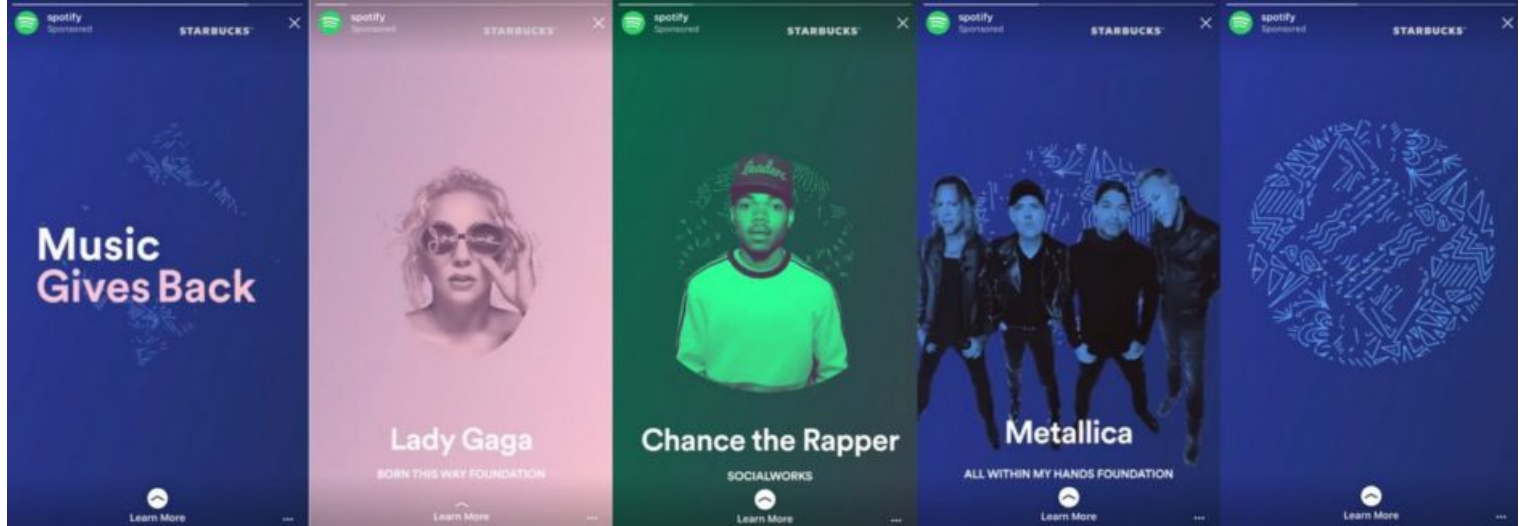 spotify
Sponsored
STARBUCKS
Music
Gives Back
Learn More
spotify
Sponsored
STARBUCKS
Lady Gaga
BORN THIS WAY FOUNDATION
Learn More
spotify
Sponsored
STARBUCKS
Chance the Rapper
SOCIALWORKS
Learn More
spotify
Sponsored
STARBUCKS
Metallica
ALL WITHIN MY HANDS FOUNDATION
Learn More
spotify
Sponsored
STARBUCKS
Learn More